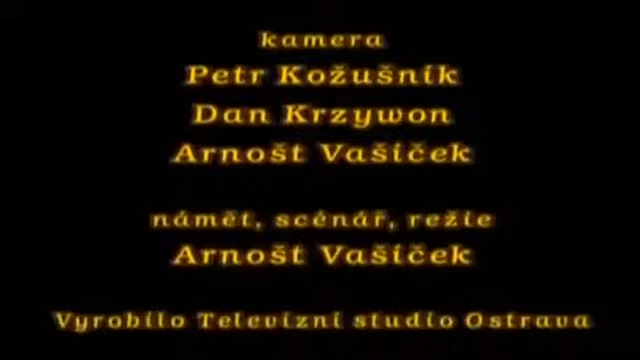 kamera
Petr Kožušník
Dan Krzywon
Arnošt Vašíček
námět, scénář, režie
Arnošt Vašíček
Vyrobilo Televizní studio Ostrava